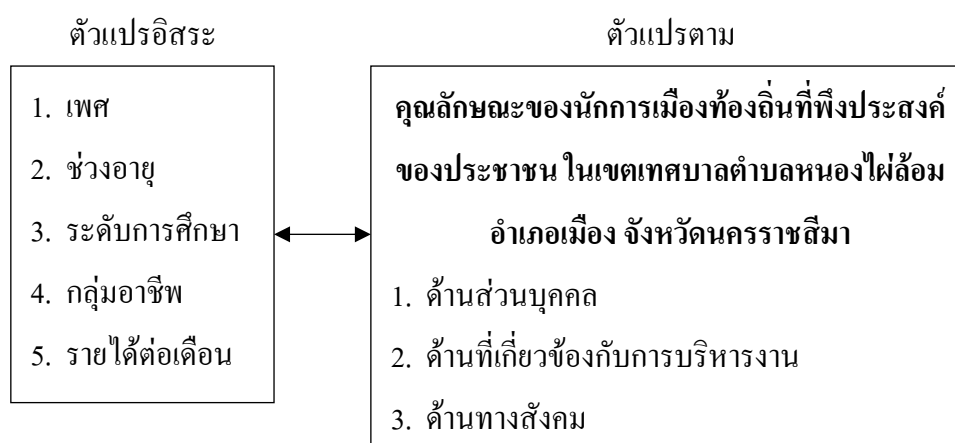 ตัวแปรอิสระ
1. เพศ
2. ช่วงอายุ
3. ระดับการศึกษา
4. กลุ่มอาชีพ
5. รายได้ต่อเดือน
ตัวแปรตาม
คุณลักษณะของนักการเมืองท้องถิ่นที่พึงประสงค์
ของประชาชน ในเขตเทศบาลตำบลหนองไผ่ล้อม
อำเภอเมือง จังหวัดนครราชสีมา
1. ด้านส่วนบุคคล
2. ด้านที่เกี่ยวข้องกับการบริหารงาน
3. ด้านทางสังคม